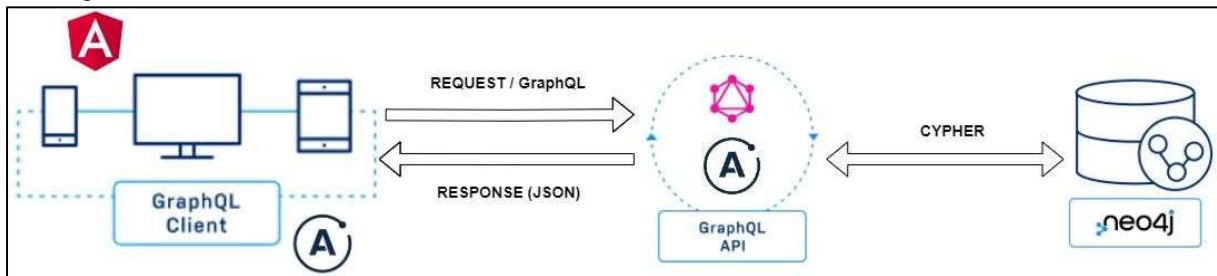 A
REQUEST / GraphQL
RESPONSE (JSON)
GraphQL
Client
A
A
GraphQL
API
CYPHER
neo4j